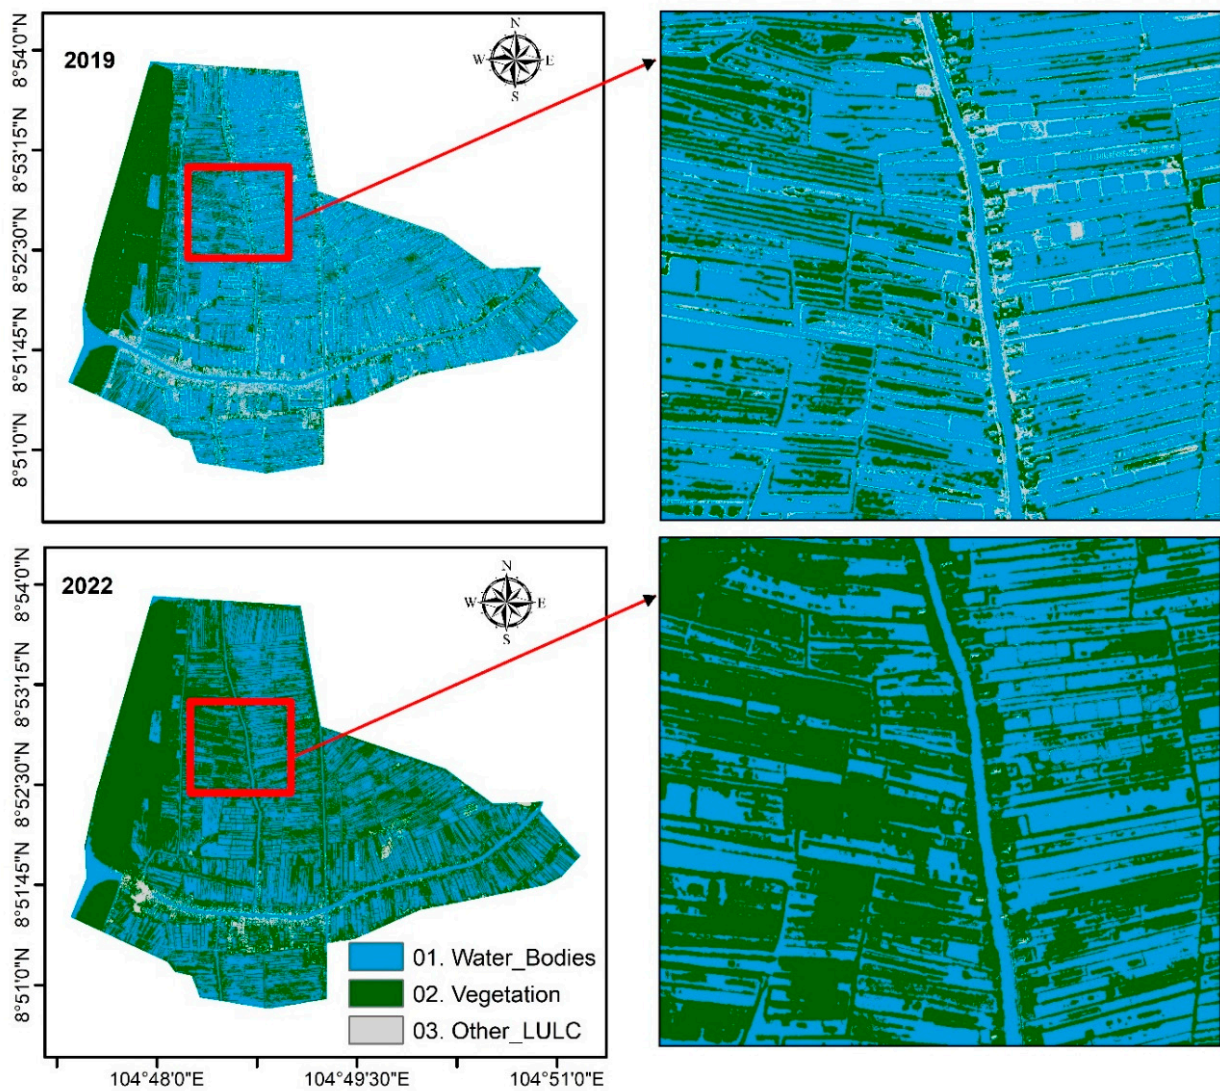 2019
N
W E
S
8°54'0"N
8°53'15"N
8°52'30"N
8°51'45"N
8°51'0"N
2022
N
W E
S
8°54'0"N
8°53'15"N
8°52'30"N
8°51'45"N
8°51'0"N
01. Water_Bodies
02. Vegetation
03. Other_LULC
104°48'0"E 104°49'30"E 104°51'0"E